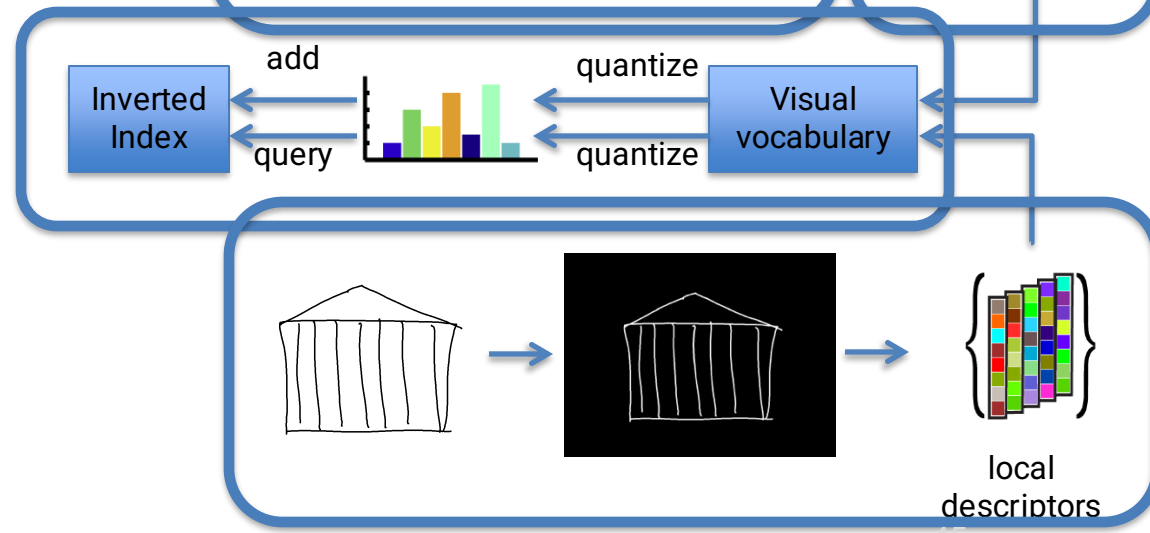 add
quantize
Inverted
Index
Visual
vocabulary
query
quantize
local
descriptors